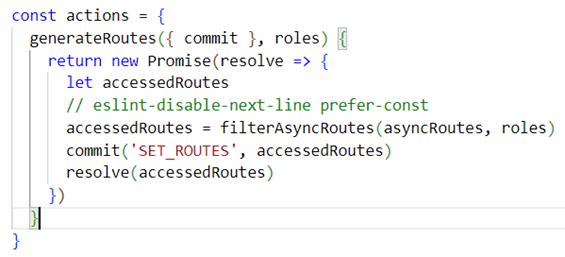 const actions = {
  generateRoutes({ commit }, roles) {
    return new Promise(resolve => {
      let accessedRoutes
      // eslint-disable-next-line prefer-const
      accessedRoutes = filterAsyncRoutes(asyncRoutes, roles)
      commit('SET_ROUTES', accessedRoutes)
      resolve(accessedRoutes)
    })
  }
}